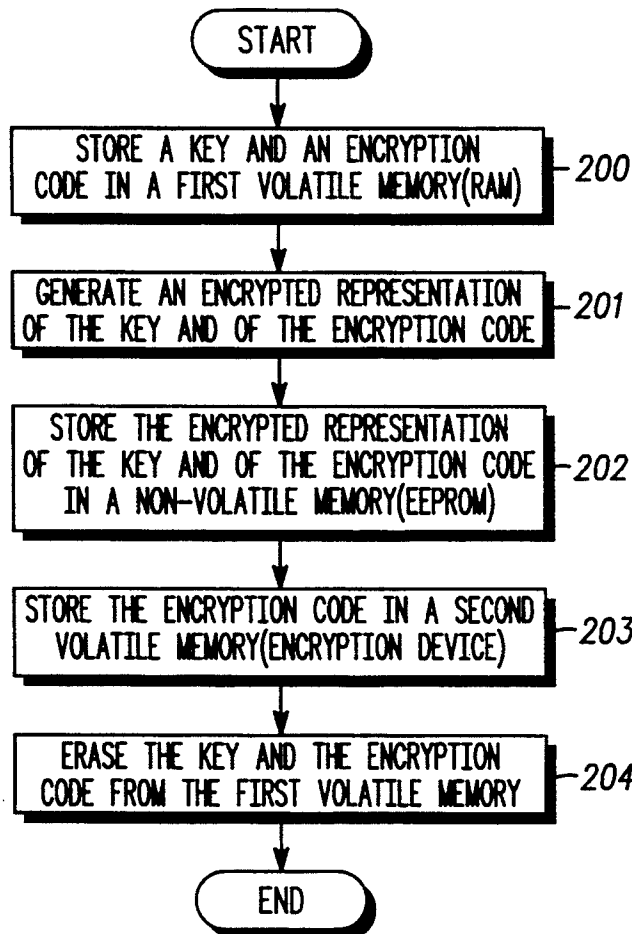 START
STORE A KEY AND AN ENCRYPTION
CODE IN A FIRST VOLATILE MEMORY(RAM)
200
GENERATE AN ENCRYPTED REPRESENTATION
OF THE KEY AND OF THE ENCRYPTION CODE
201
STORE THE ENCRYPTED REPRESENTATION
OF THE KEY AND OF THE ENCRYPTION CODE
IN A NON-VOLATILE MEMORY(EEPROM)
202
STORE THE ENCRYPTION CODE IN A SECOND
VOLATILE MEMORY(ENCRYPTION DEVICE)
203
ERASE THE KEY AND THE ENCRYPTION
CODE FROM THE FIRST VOLATILE MEMORY
204
END